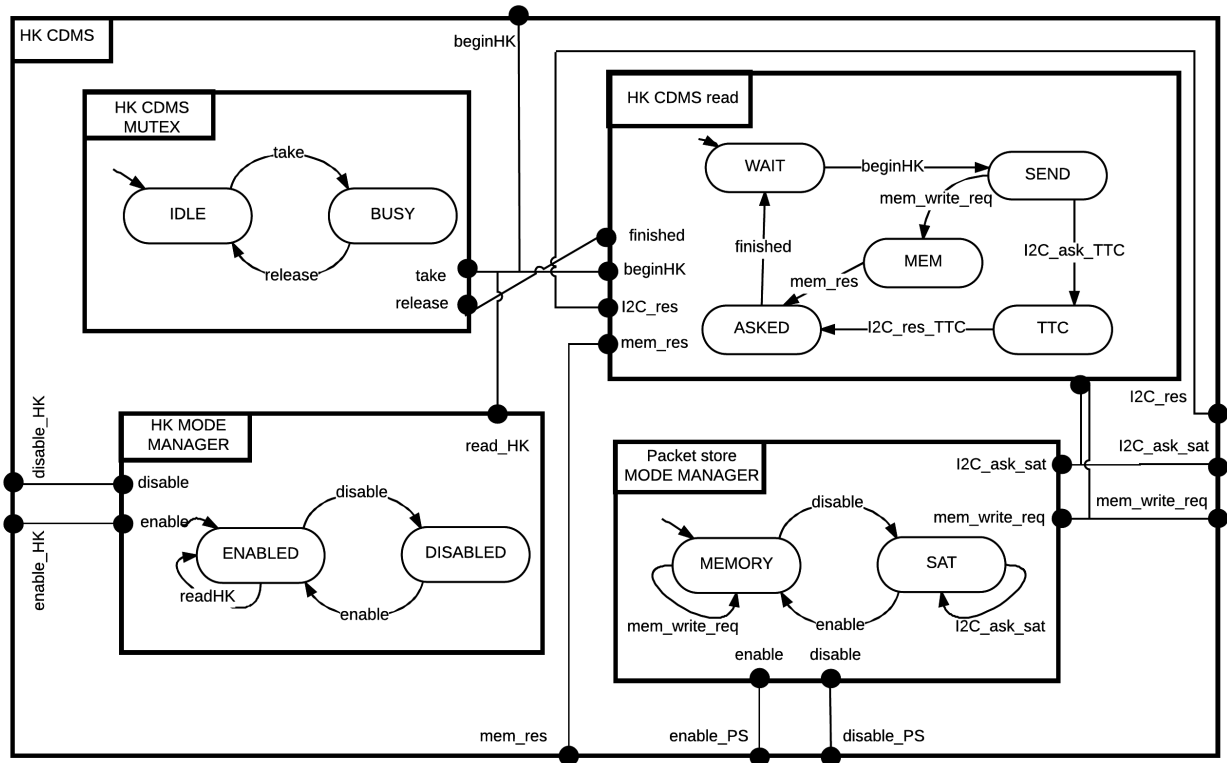 HK CDMS
beginHK
HK CDMS
MUTEX
take
IDLE
BUSY
release
take
release
HK CDMS read
WAIT
beginHK
SEND
mem_write_req
I2C_ask_TTC
finished
MEM
mem_res
ASKED
I2C_res_TTC
TTC
finished
beginHK
I2C_res
mem_res
disable_HK
enable_HK
HK MODE
MANAGER
read_HK
disable
enable
disable
ENABLED
DISABLED
readHK
enable
Packet store
MODE MANAGER
I2C_ask_sat
mem_write_req
disable
MEMORY
SAT
mem_write_req
enable
I2C_ask_sat
enable
disable
I2C_res
I2C_ask_sat
mem_write_req
mem_res
enable_PS
disable_PS